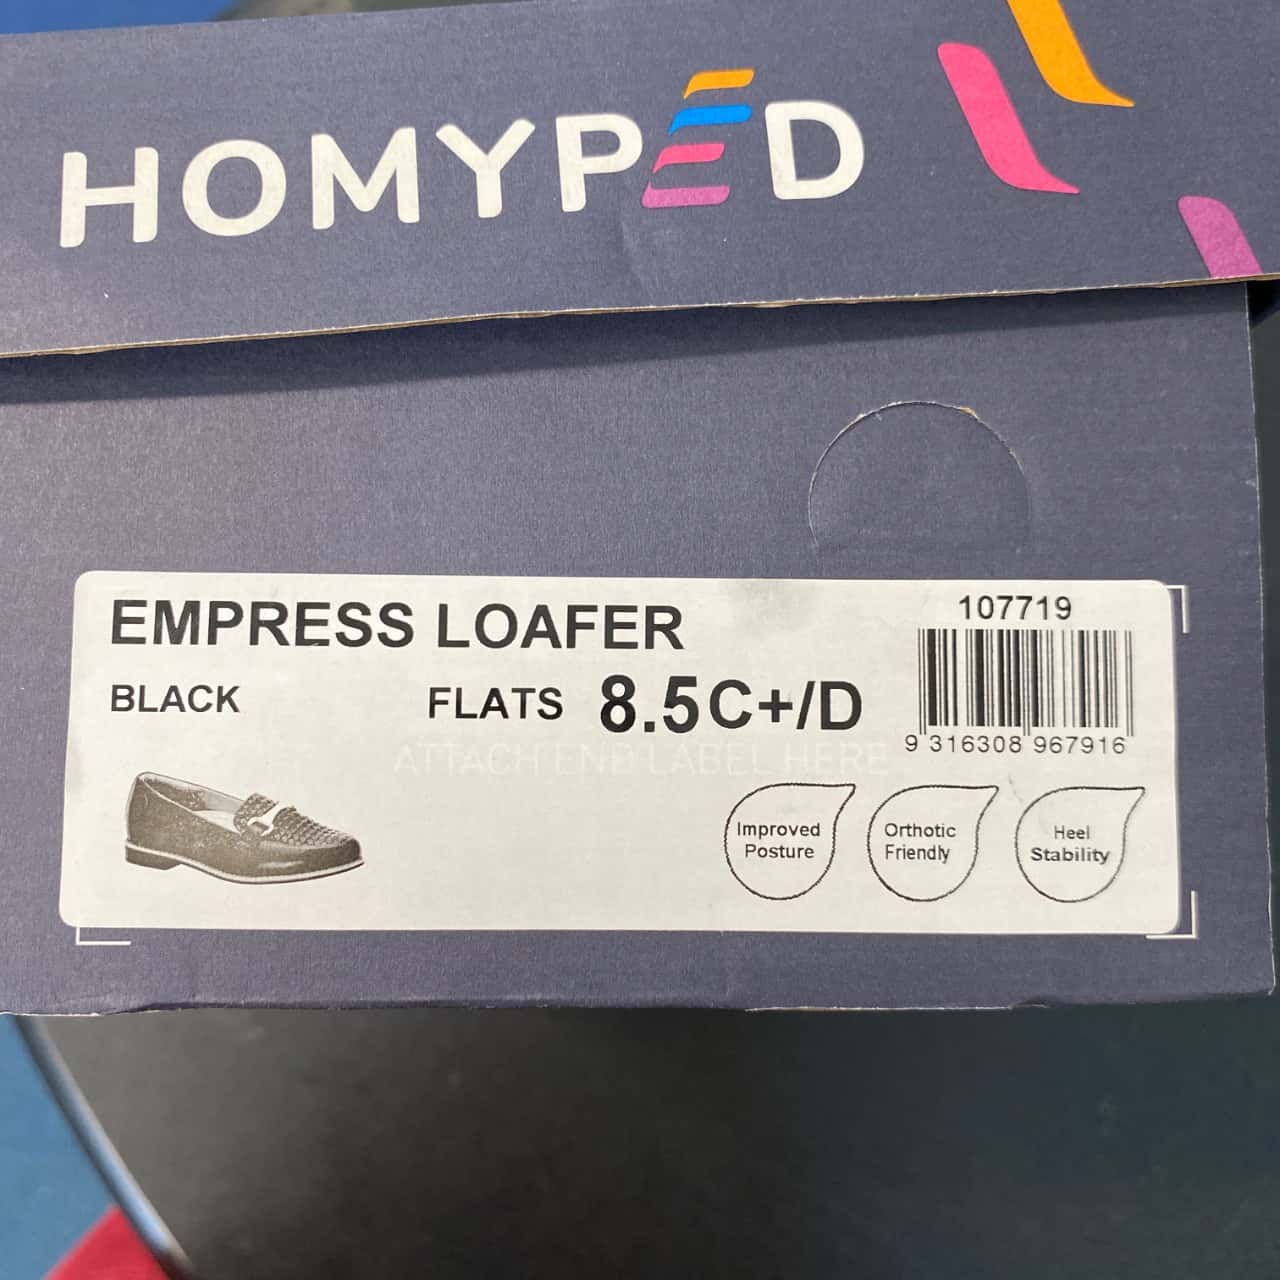 HOMYPED
EMPRESS LOAFER
107719
BLACK FLATS 8.5 C+/D
9 316308 967916
ATTACH END LABEL HERE
Improved
Posture
Orthotic
Friendly
Heel
Stability